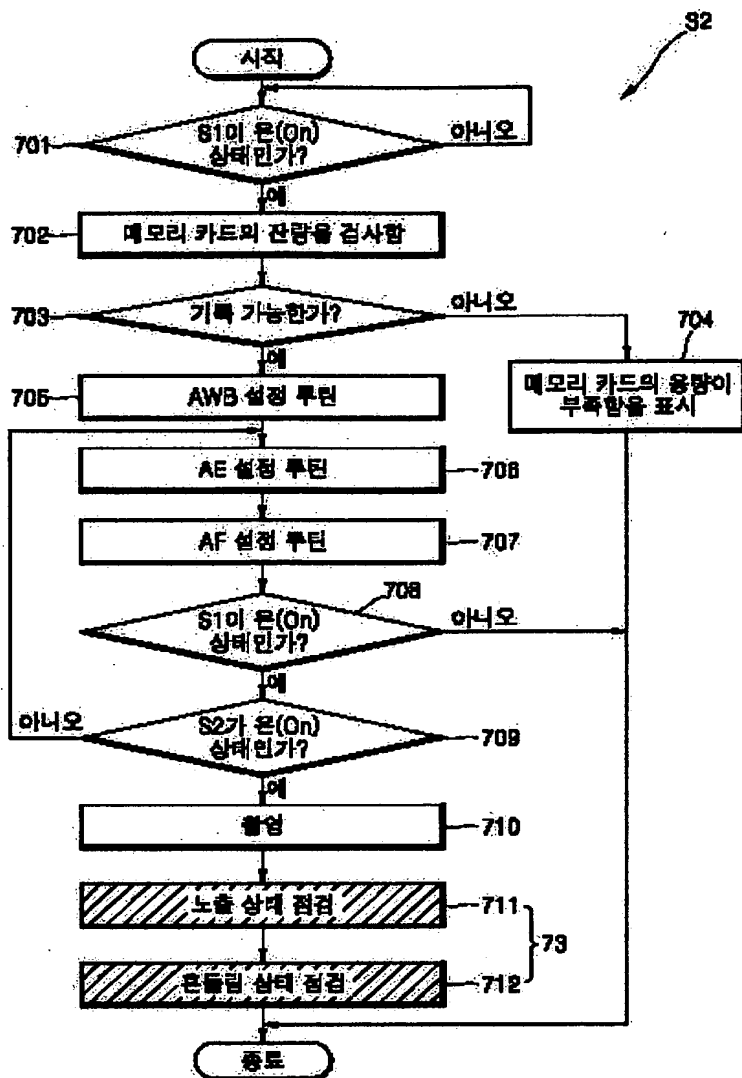 S2
시작
701
S1이 온(On)
상태인가?
아니오
예
702
메모리 카드의 잔량을 검사함
703
기록 가능한가?
아니오
704
예
메모리 카드의 용량이
부족함을 표시
705
AWB 설정 루틴
AE 설정 루틴
706
AF 설정 루틴
707
708
S1이 온(On)
상태인가?
아니오
예
아니오
S2가 온(On)
상태인가?
709
예
촬영
710
노출 상태 점검
711
73
흔들림 상태 점검
712
종료